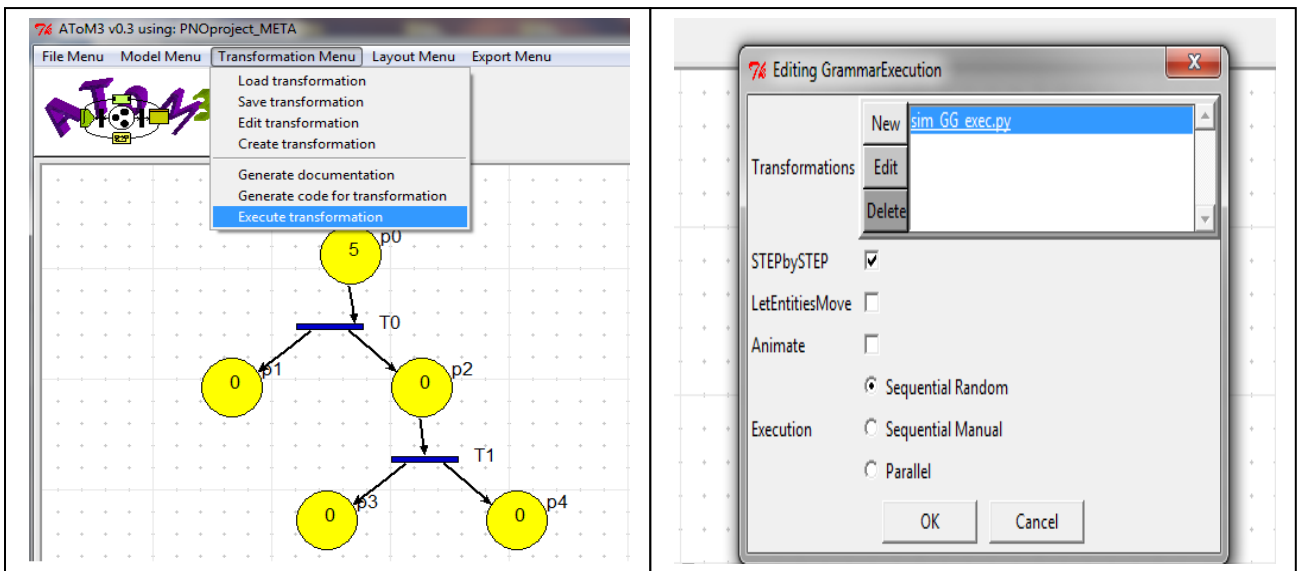 AToM3 v0.3 using: PNOproject_META
File Menu Model Menu Transformation Menu Layout Menu Export Menu
AToM3
Load transformation
Save transformation
Edit transformation
Create transformation
Generate documentation
Generate code for transformation
Execute transformation
5 p0
T0
0 p1 0 p2
T1
0 p3 0 p4
Editing GrammarExecution
Transformations New Edit Delete sim_GG_exec.py
STEPbySTEP
LetEntitiesMove
Animate
Execution
Sequential Random
Sequential Manual
Parallel
OK Cancel